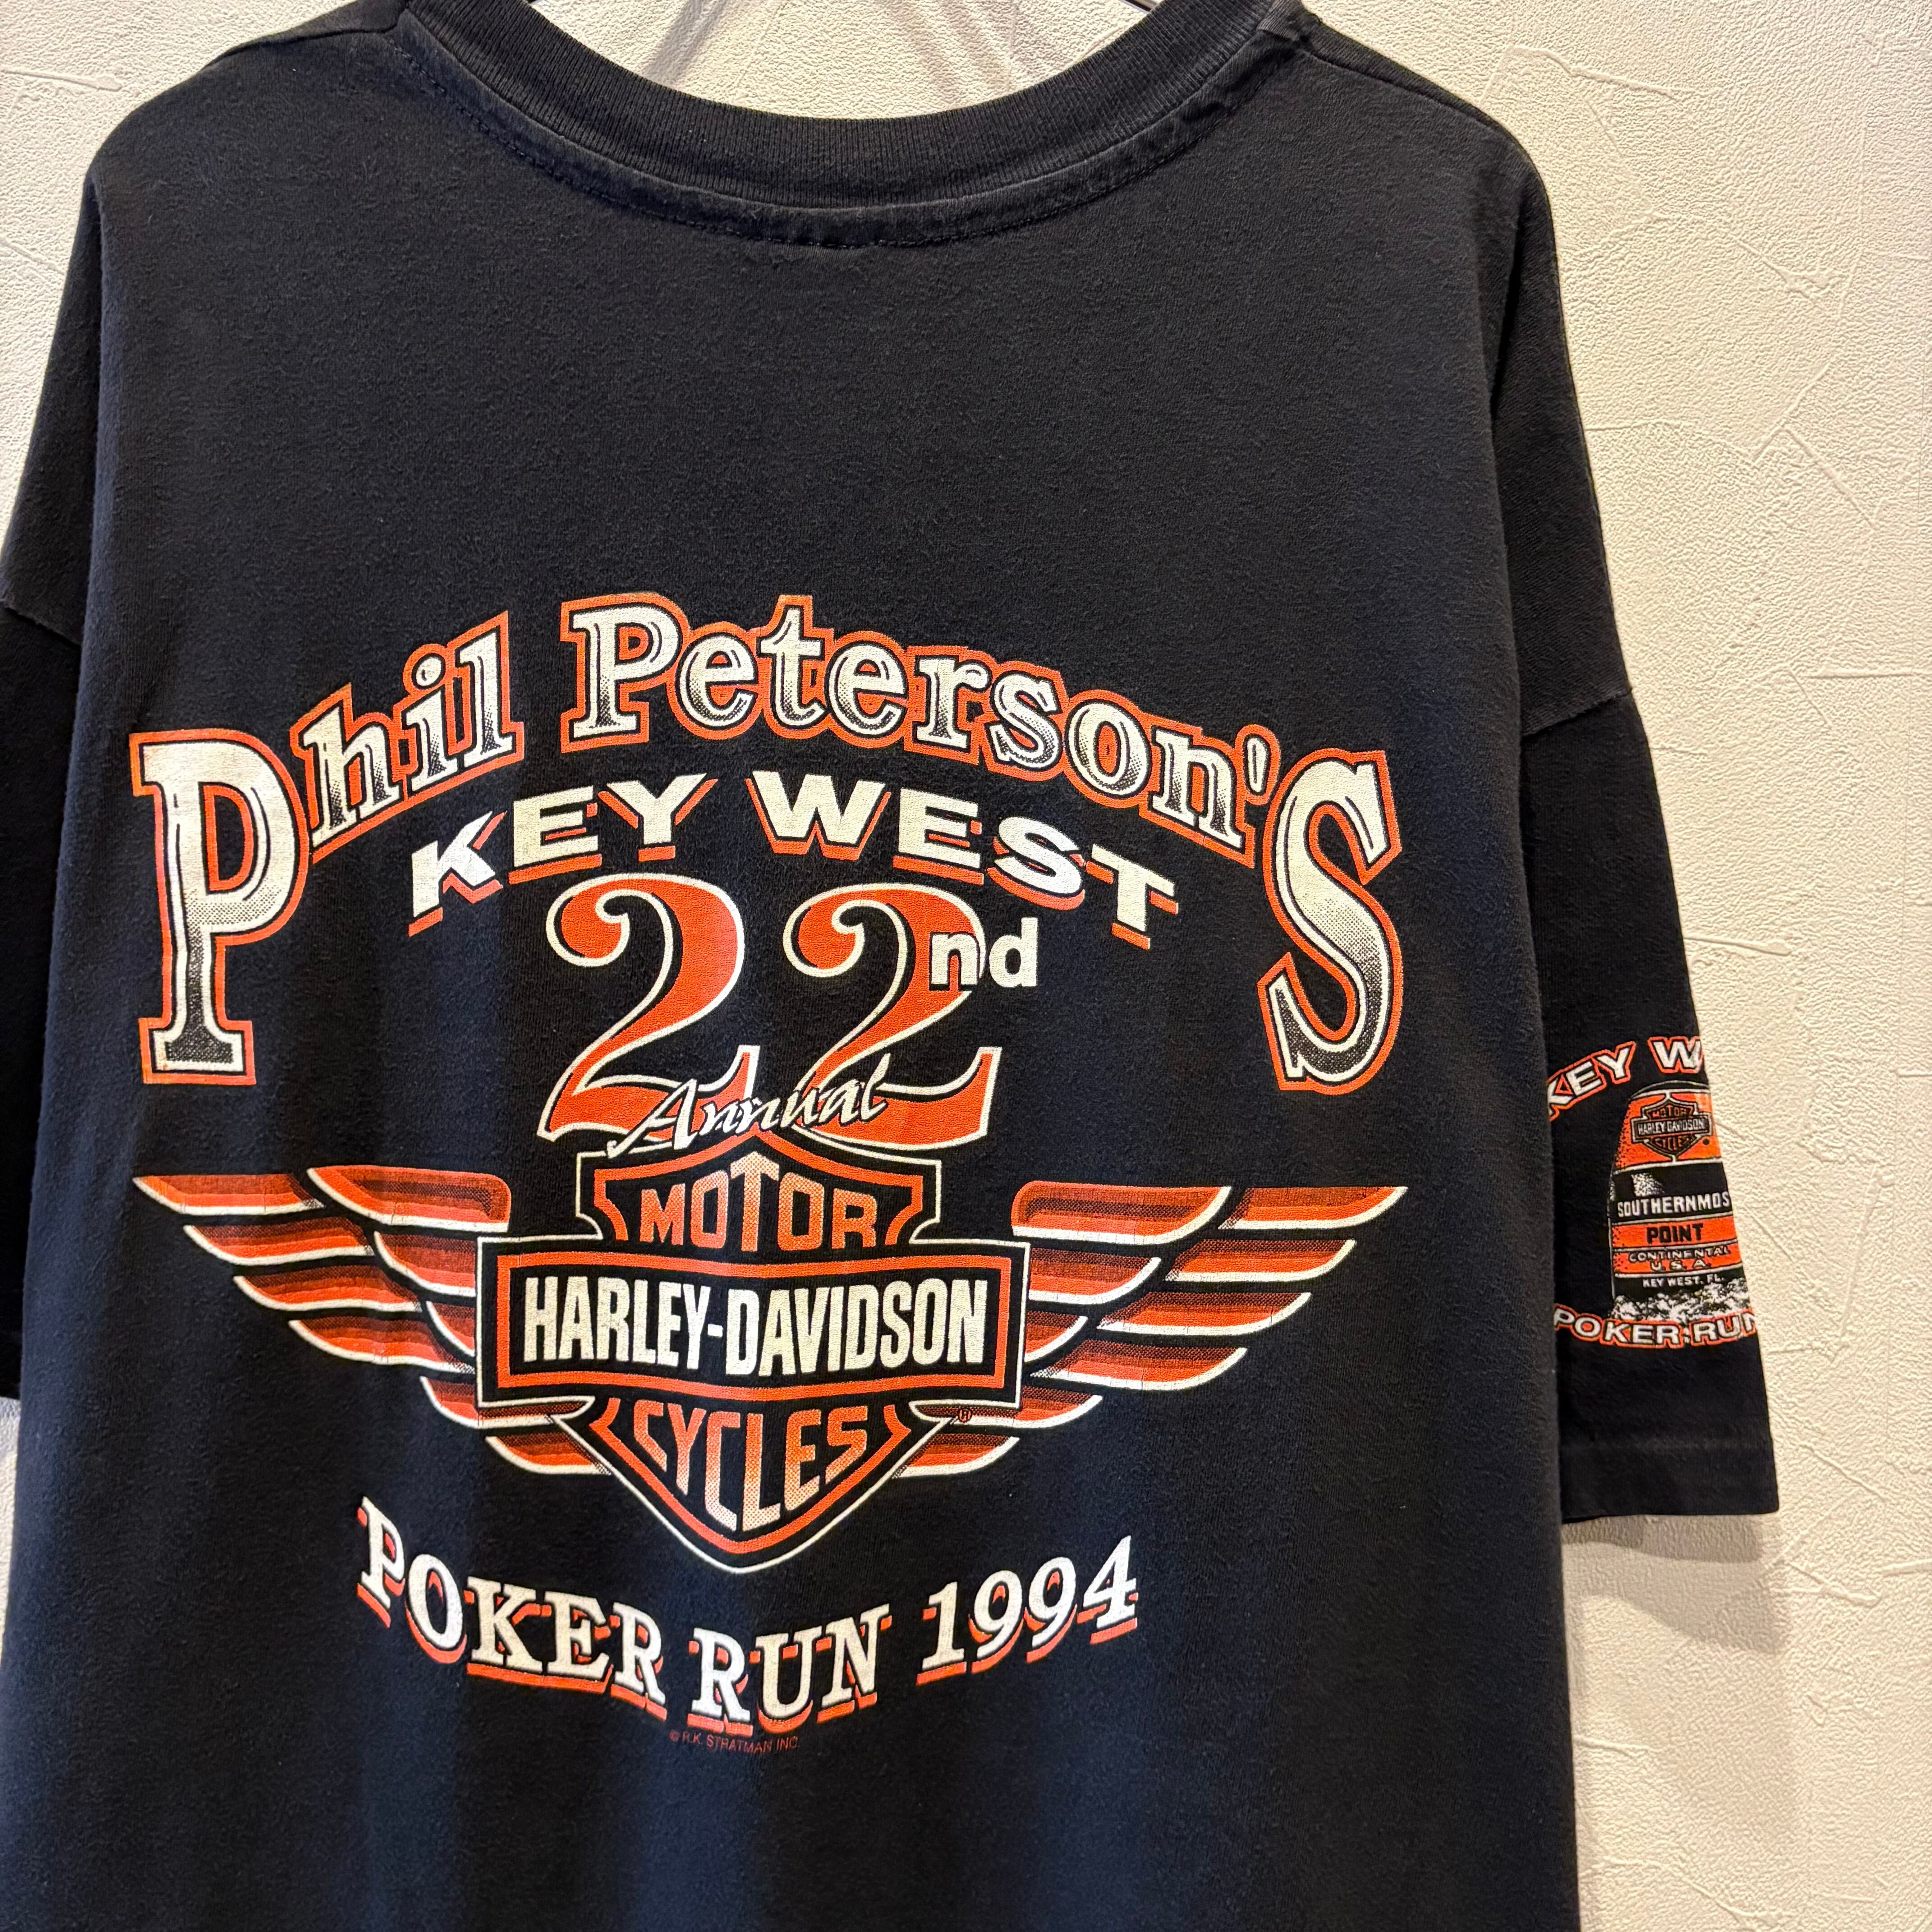 Phil Peterson's
KEY WEST
22nd
Annual
MOTOR
HARLEY-DAVIDSON
CYCLES
®
POKER RUN 1994
© R.K. STRATMAN INC.
KEY W
MOTOR
HARLEY-DAVIDSON
CYCLES
SOUTHERNMOS
POINT
CONTINENTAL
U.S.A.
KEY WEST, FL.
POKER RUN